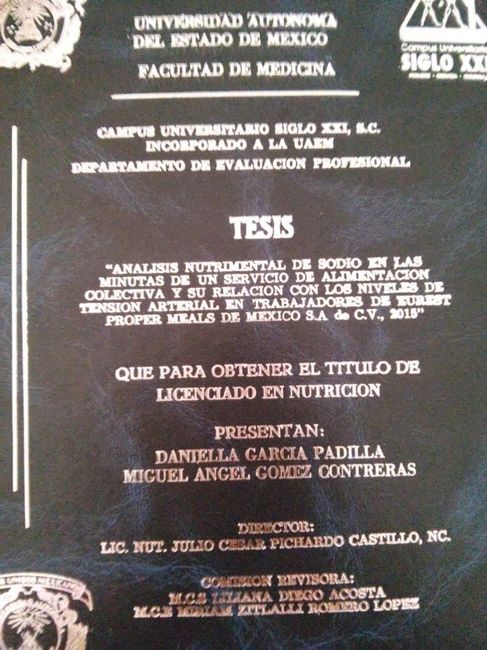 UNIVERSIDAD AUTONOMA
DEL ESTADO DE MEXICO
FACULTAD DE MEDICINA
Campus Universitario
SIGLO XXI
CAMPUS UNIVERSITARIO SIGLO XXI, S.C.
INCORPORADO A LA UAEM
DEPARTAMENTO DE EVALUACION PROFESIONAL
TESIS
"ANALISIS NUTRIMENTAL DE SODIO EN LAS
MINUTAS DE UN SERVICIO DE ALIMENTACION
COLECTIVA Y SU RELACION CON LOS NIVELES DE
TENSION ARTERIAL EN TRABAJADORES DE EUREST
PROPER MEALS DE MEXICO S.A de C.V., 2015"
QUE PARA OBTENER EL TITULO DE
LICENCIADO EN NUTRICION
PRESENTAN:
DANIELLA GARCIA PADILLA
MIGUEL ANGEL GOMEZ CONTRERAS
DIRECTOR:
LIC. NUT. JULIO CESAR PICHARDO CASTILLO, NC.
COMISION REVISORA:
M.C.S LILIANA DIEGO ACOSTA
M.C.E MIRIAM ZITLALLI ROMERO LOPEZ